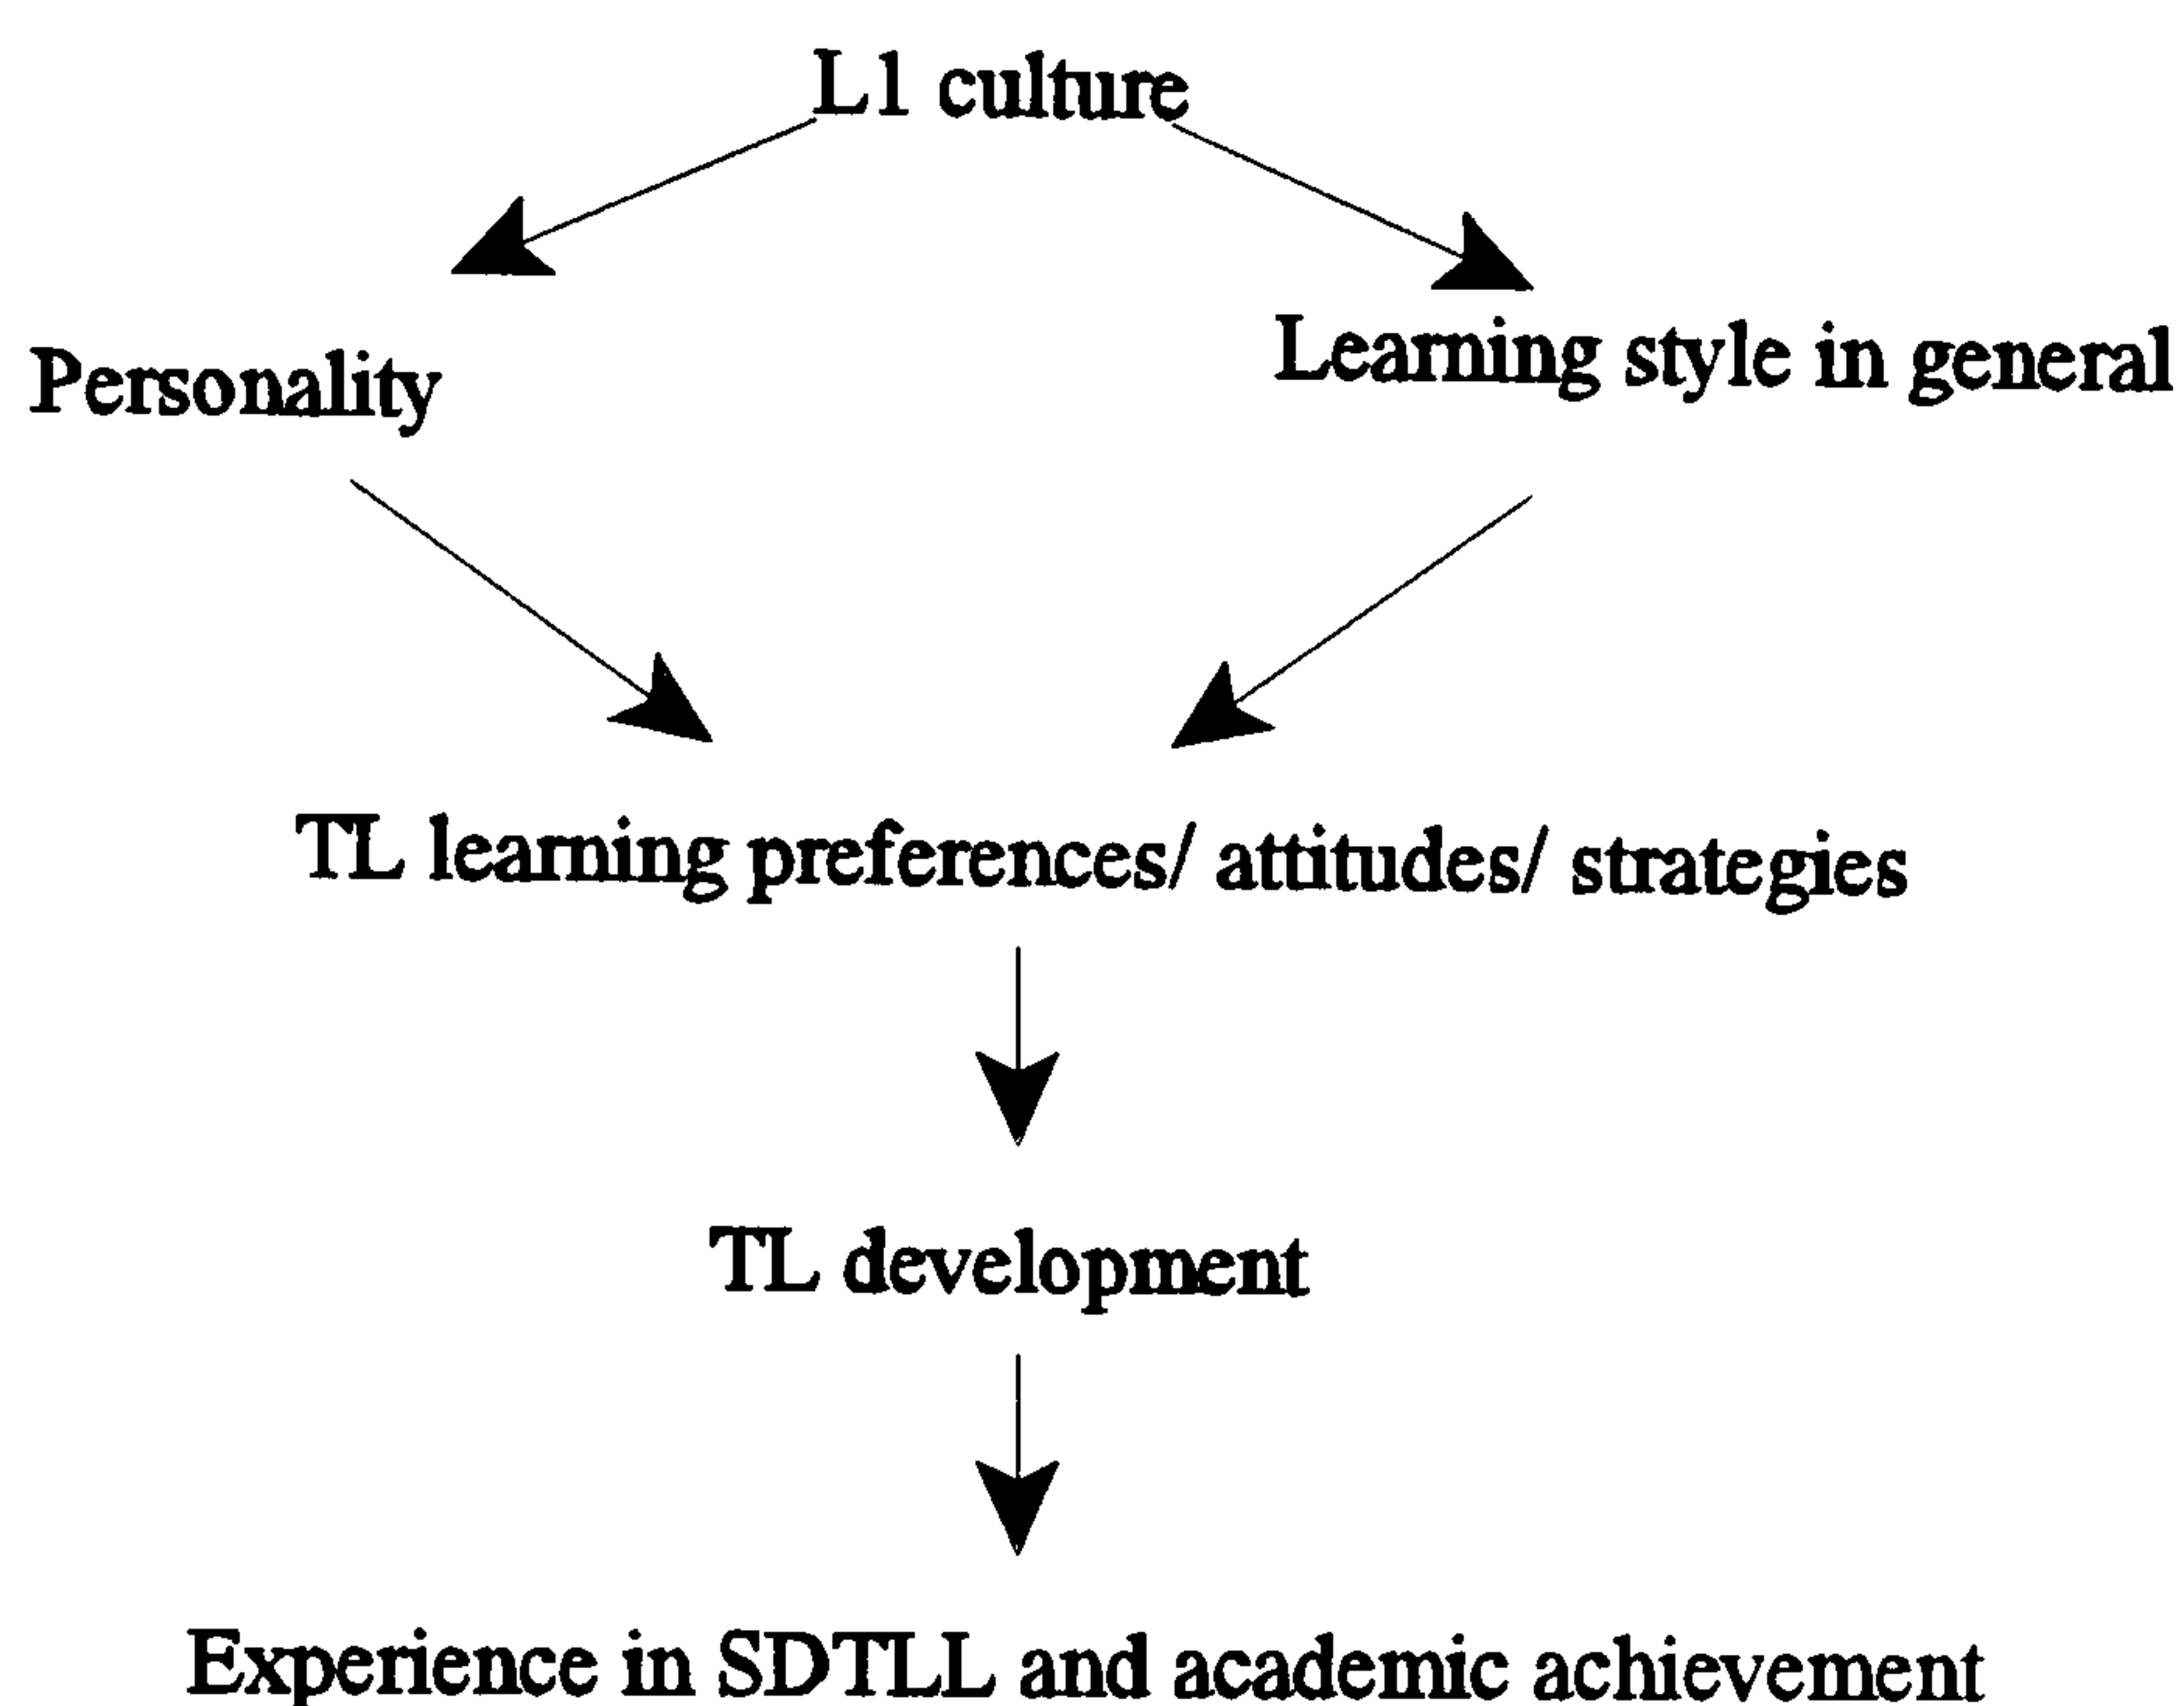 L1 culture
Personality
Learning style in general
TL learning preferences/ attitudes/ strategies
TL development
Experience in SDTLL and academic achievement